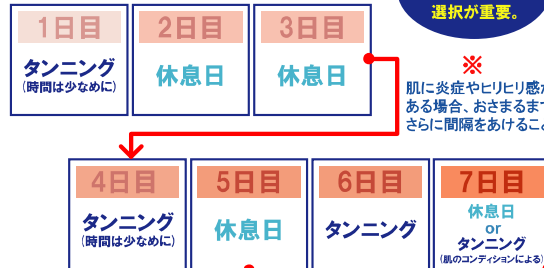 選択が重要。
1日目
2日目
3日目
タンニング
(時間は少なめに)
休息日
休息日
※
肌に炎症やヒリヒリ感が
ある場合、おさまるまで
さらに間隔をあけること
4日目
5日目
6日目
7日目
タンニング
(時間は少なめに)
休息日
タンニング
休息日
or
タンニング
(肌のコンディションによる)